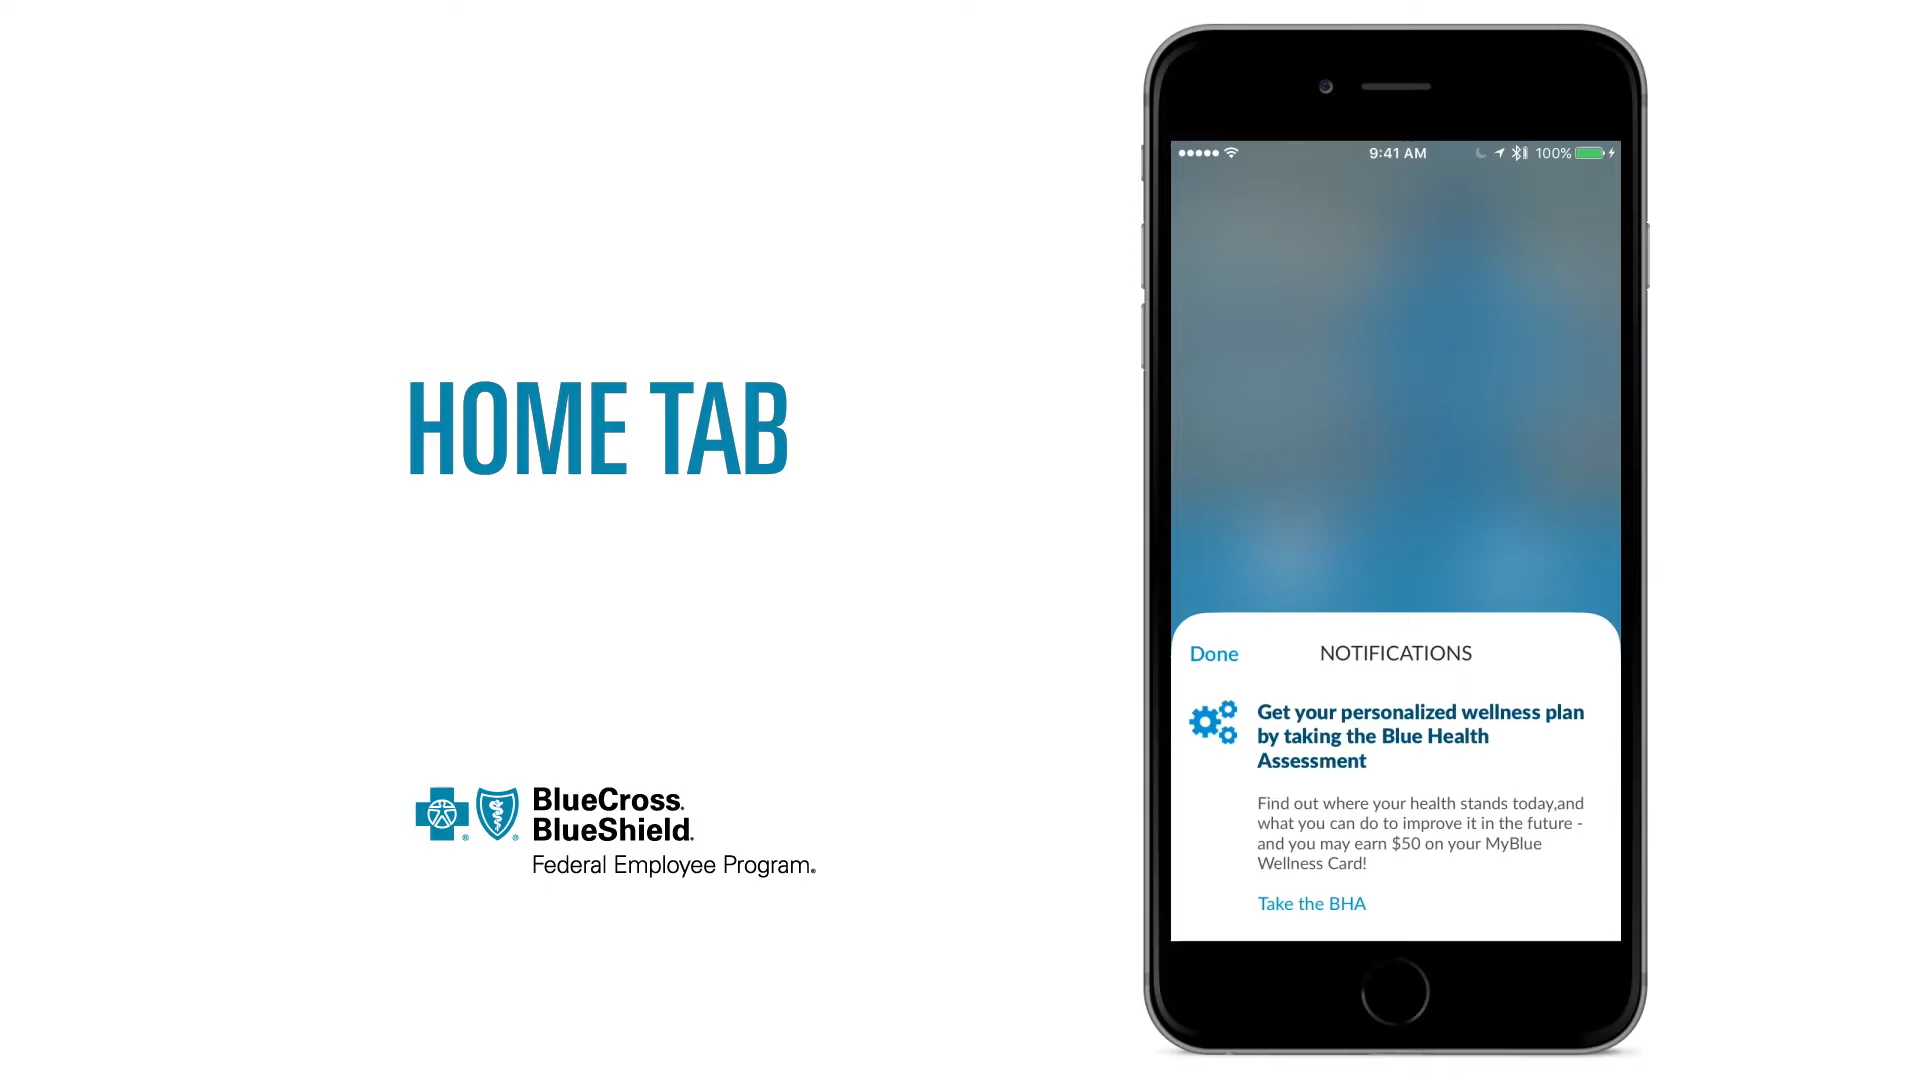 HOME TAB
BlueCross.
BlueShield.
Federal Employee Program.
9:41 AM
100%
Done
NOTIFICATIONS
Get your personalized wellness plan
by taking the Blue Health
Assessment
Find out where your health stands today,and
what you can do to improve it in the future -
and you may earn $50 on your MyBlue
Wellness Card!
Take the BHA